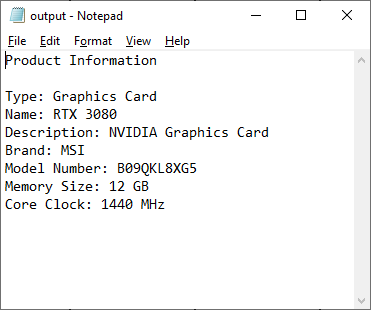 output - Notepad
File Edit Format View Help
Product Information
Type: Graphics Card
Name: RTX 3080
Description: NVIDIA Graphics Card
Brand: MSI
Model Number: B09QKL8XG5
Memory Size: 12 GB
Core Clock: 1440 MHz